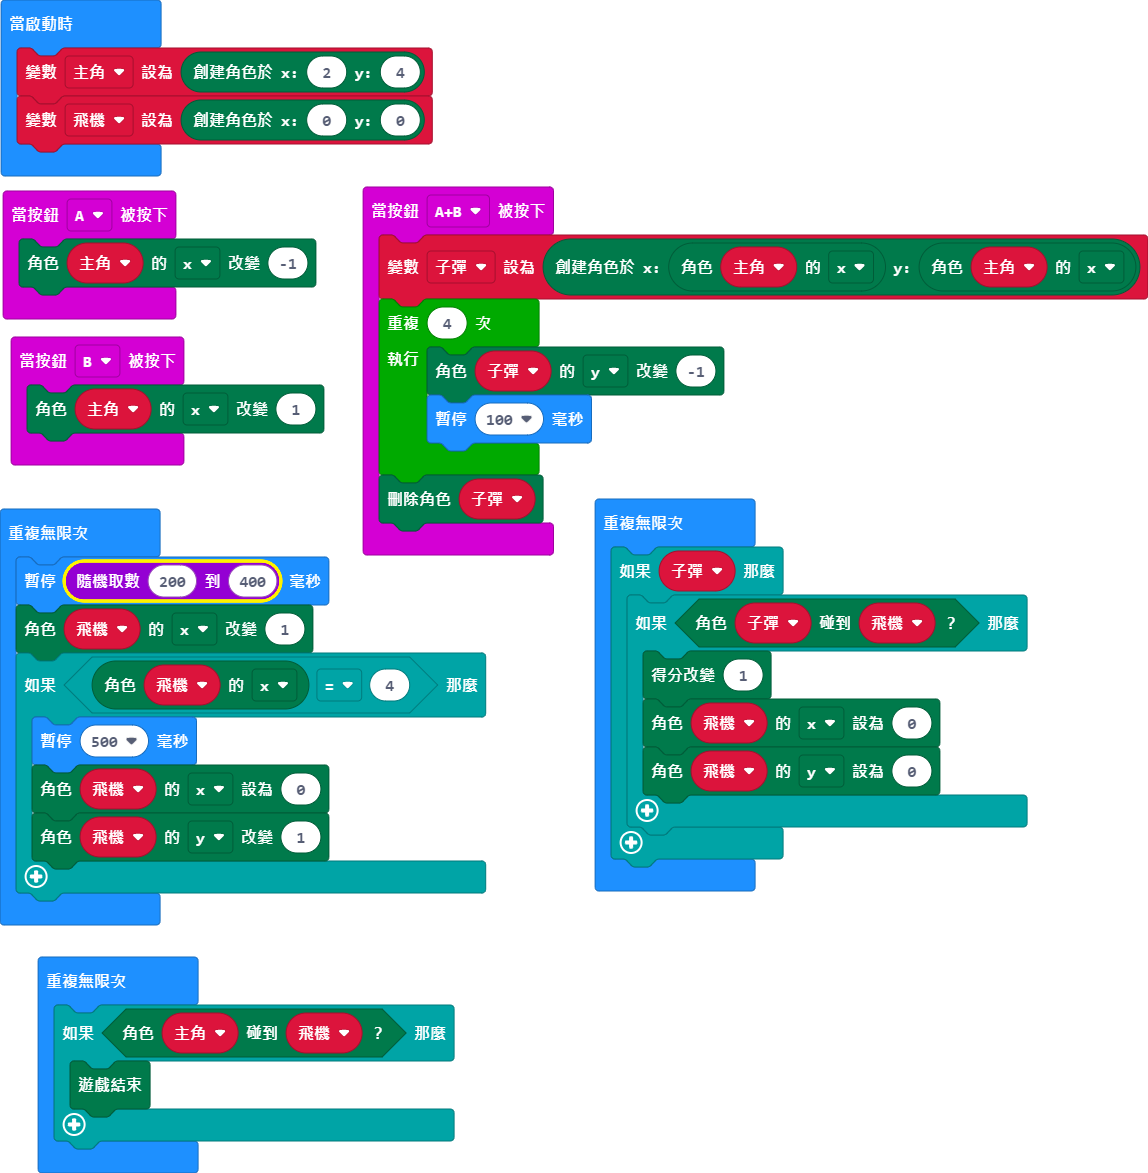 當啟動時
變數 主角 設為 創建角色於 x: 2 y: 4
變數 飛機 設為 創建角色於 x: 0 y: 0
當按鈕 A 被按下
角色 主角 的 x 改變 -1
當按鈕 B 被按下
角色 主角 的 x 改變 1
當按鈕 A+B 被按下
變數 子彈 設為 創建角色於 x: 角色 主角 的 x y: 角色 主角 的 x
重複 4 次
執行
角色 子彈 的 y 改變 -1
暫停 100 毫秒
刪除角色 子彈
重複無限次
暫停 隨機取數 200 到 400 毫秒
角色 飛機 的 x 改變 1
如果 角色 飛機 的 x = 4 那麼
暫停 500 毫秒
角色 飛機 的 x 設為 0
角色 飛機 的 y 改變 1
重複無限次
如果 子彈 那麼
如果 角色 子彈 碰到 飛機 ? 那麼
得分改變 1
角色 飛機 的 x 設為 0
角色 飛機 的 y 設為 0
重複無限次
如果 角色 主角 碰到 飛機 ? 那麼
遊戲結束